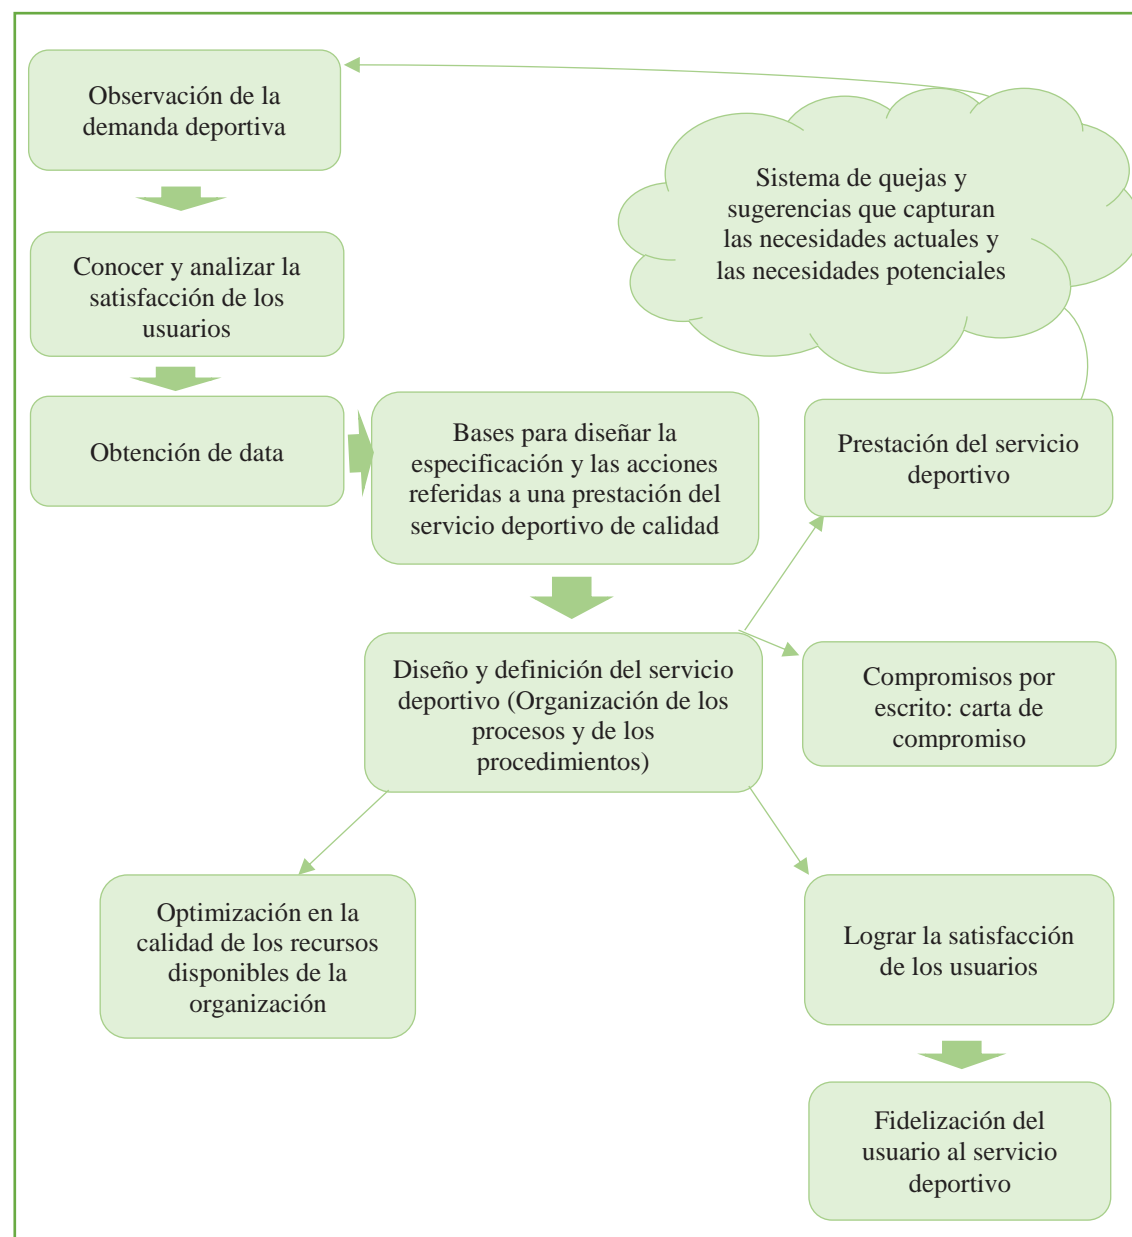 Observación de la
demanda deportiva
Sistema de quejas y
sugerencias que capturan
las necesidades actuales y
las necesidades potenciales
Conocer y analizar la
satisfacción de los
usuarios
Obtención de data
Bases para diseñar la
especificación y las acciones
referidas a una prestación del
servicio deportivo de calidad
Prestación del servicio
deportivo
Diseño y definición del servicio
deportivo (Organización de los
procesos y de los
procedimientos)
Compromisos por
escrito: carta de
compromiso
Optimización en la
calidad de los recursos
disponibles de la
organización
Lograr la satisfacción
de los usuarios
Fidelización del
usuario al servicio
deportivo